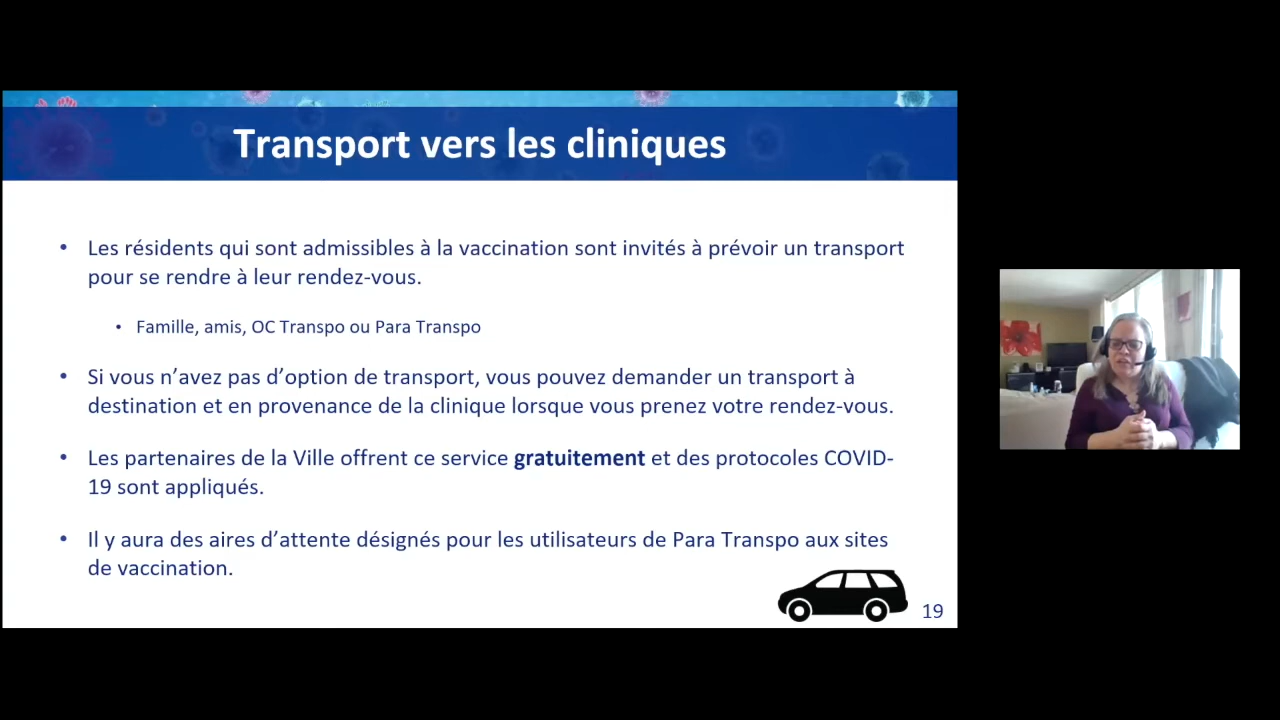 Transport vers les cliniques
• Les résidents qui sont admissibles à la vaccination sont invités à prévoir un transport
pour se rendre à leur rendez-vous.
• Famille, amis, OC Transpo ou Para Transpo
• Si vous n’avez pas d’option de transport, vous pouvez demander un transport à
destination et en provenance de la clinique lorsque vous prenez votre rendez-vous.
• Les partenaires de la Ville offrent ce service gratuitement et des protocoles COVID-
19 sont appliqués.
• Il y aura des aires d’attente désignés pour les utilisateurs de Para Transpo aux sites
de vaccination.
19